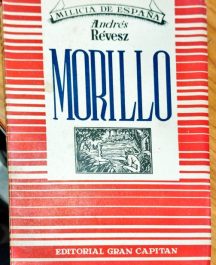 MILICIA DE ESPAÑA
Andrés
Révesz
MORILLO
EDITORIAL GRAN CAPITAN